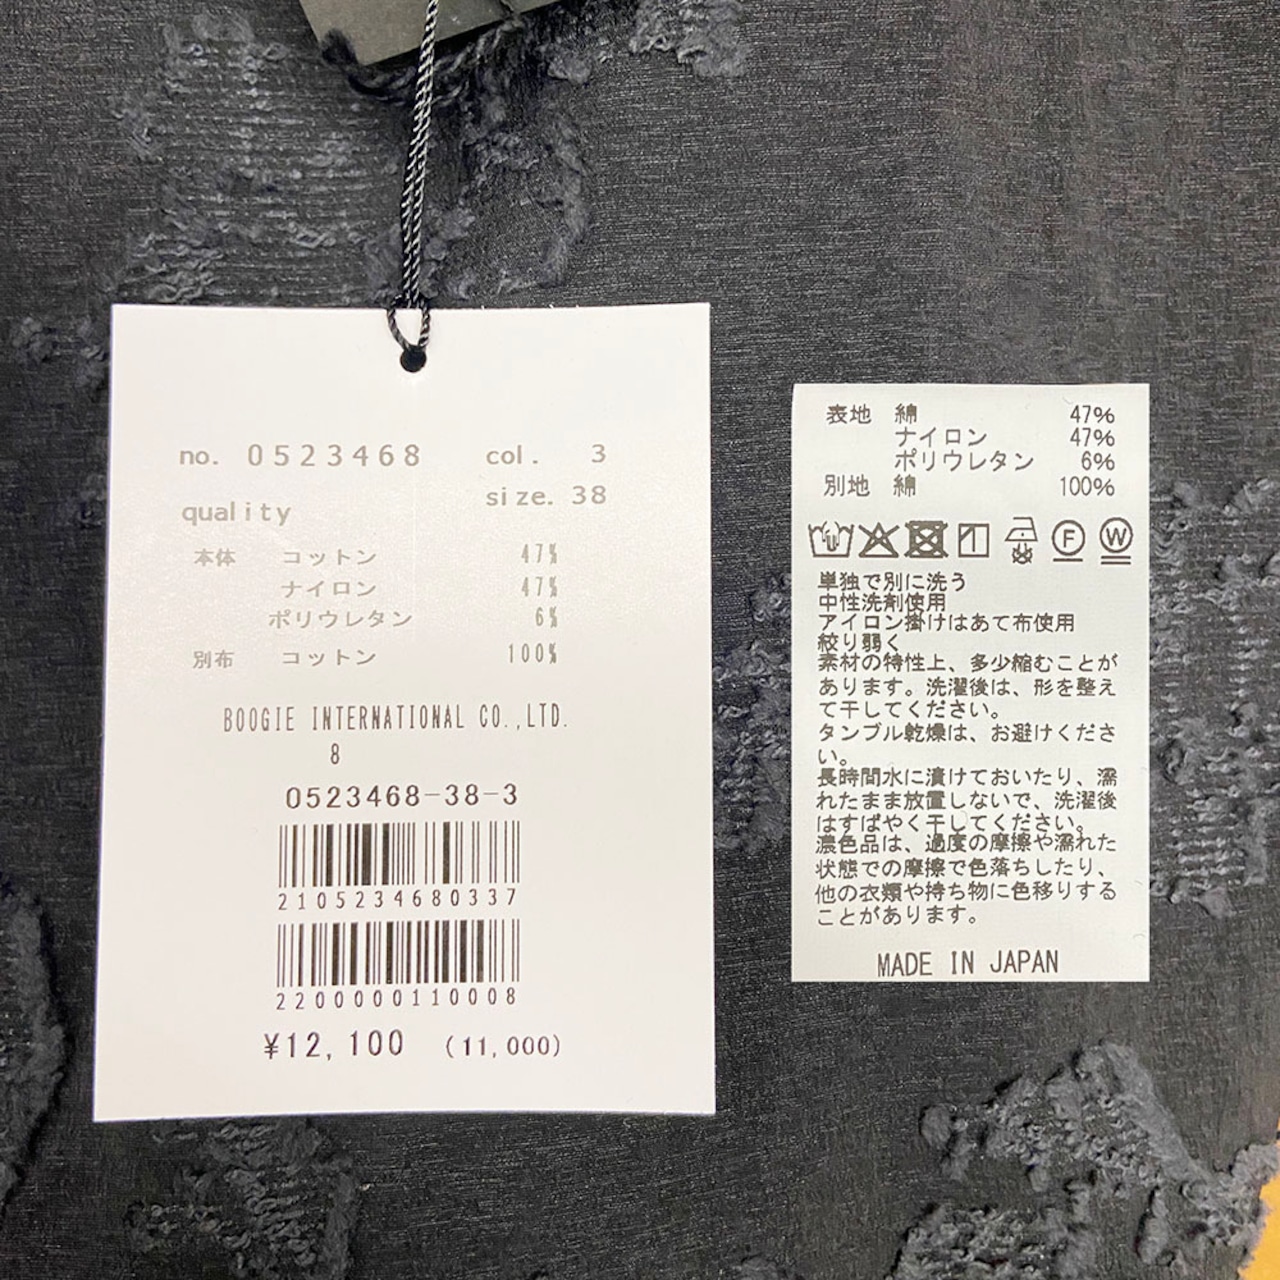 no. 0523468 col. 3
size. 38
quality
本体 コットン 47%
ナイロン 47%
ポリウレタン 6%
別布 コットン 100%
BOOGIE INTERNATIONAL CO.,LTD.
8
0523468-38-3
2105234680337
2200000110008
¥12,100 (11,000)
表地 綿 47%
ナイロン 47%
ポリウレタン 6%
別地 綿 100%
F W
単独で別に洗う
中性洗剤使用
アイロン掛けはあて布使用
絞り弱く
素材の特性上、多少縮むことが
あります。洗濯後は、形を整え
て干してください。
タンブル乾燥は、お避けくださ
い。
長時間水に漬けておいたり、濡
れたまま放置しないで、洗濯後
はすばやく干してください。
濃色品は、過度の摩擦や濡れた
状態での摩擦で色落ちしたり、
他の衣類や持ち物に色移りする
ことがあります。
MADE IN JAPAN